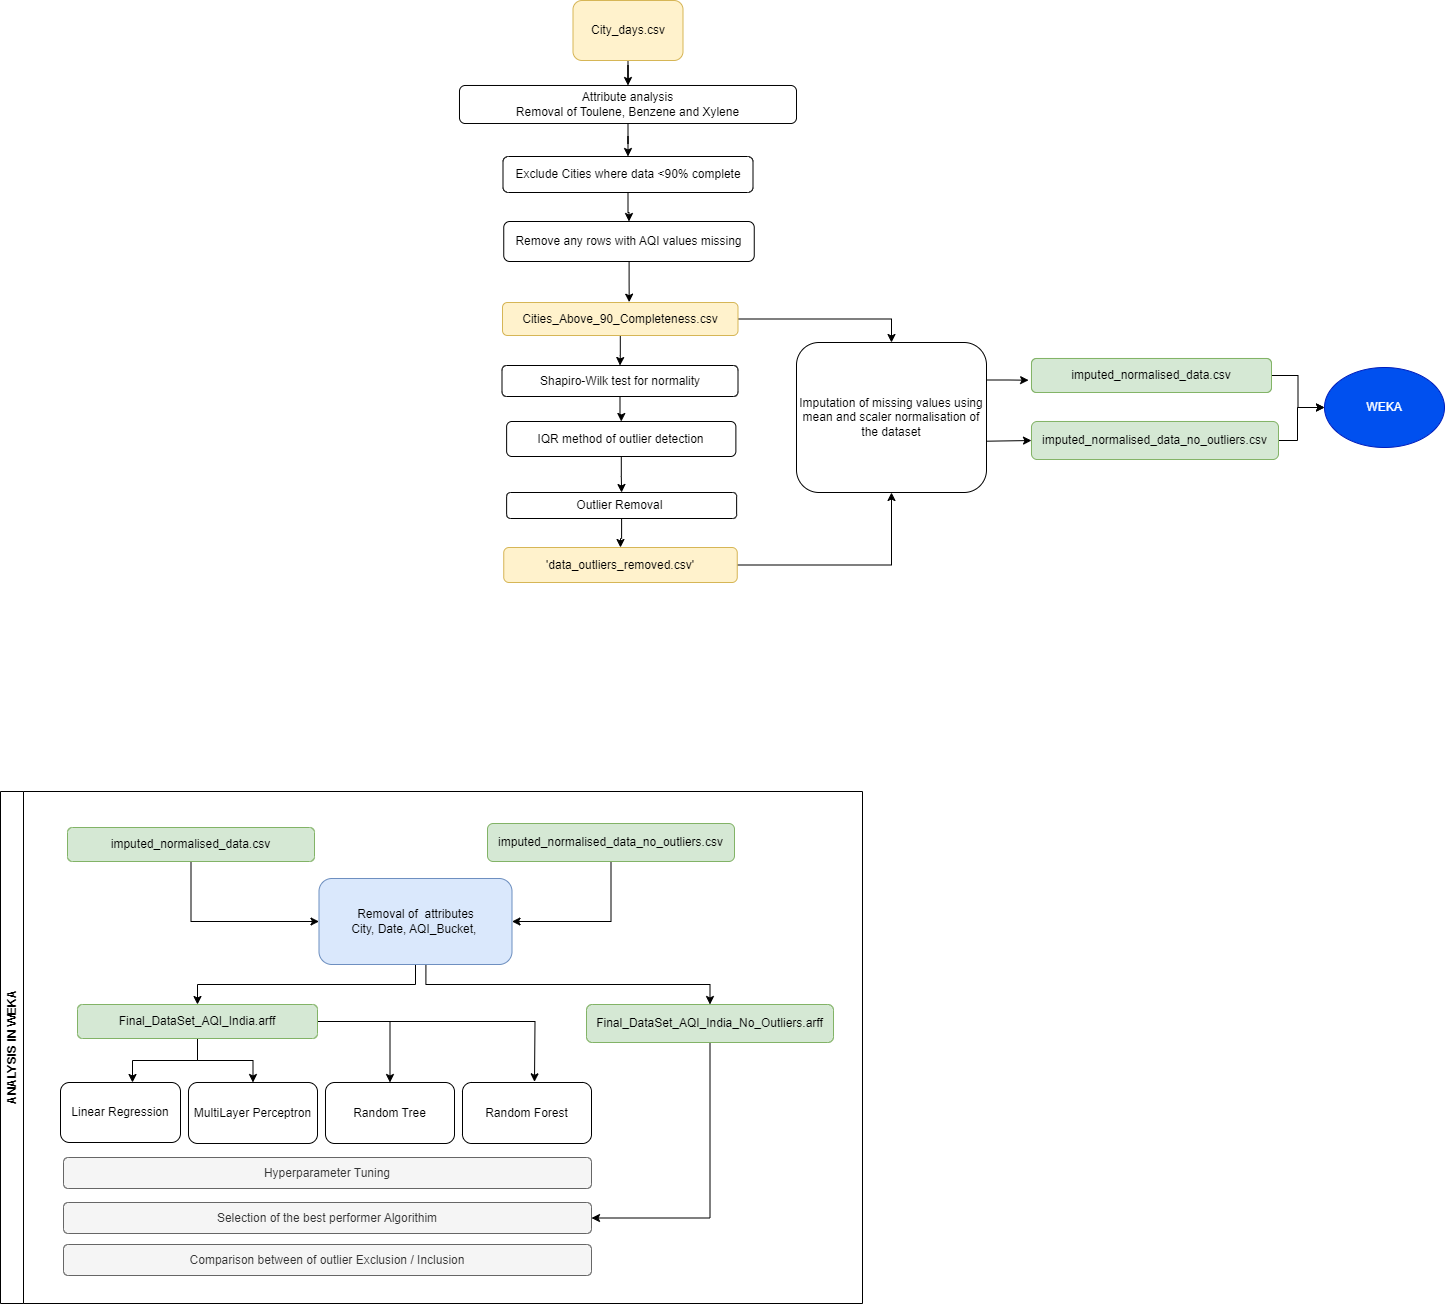 City_days.csv
Attribute analysis
Removal of Toulene, Benzene and Xylene
Exclude Cities where data <90% complete
Remove any rows with AQI values missing
Cities_Above_90_Completeness.csv
Shapiro-Wilk test for normality
IQR method of outlier detection
Outlier Removal
'data_outliers_removed.csv'
Imputation of missing values using
mean and scaler normalisation of
the dataset
imputed_normalised_data.csv
imputed_normalised_data_no_outliers.csv
WEKA
ANALYSIS IN WEKA
imputed_normalised_data.csv
imputed_normalised_data_no_outliers.csv
Removal of  attributes
City, Date, AQI_Bucket,
Final_DataSet_AQI_India.arff
Final_DataSet_AQI_India_No_Outliers.arff
Linear Regression
MultiLayer Perceptron
Random Tree
Random Forest
Hyperparameter Tuning
Selection of the best performer Algorithim
Comparison between of outlier Exclusion / Inclusion